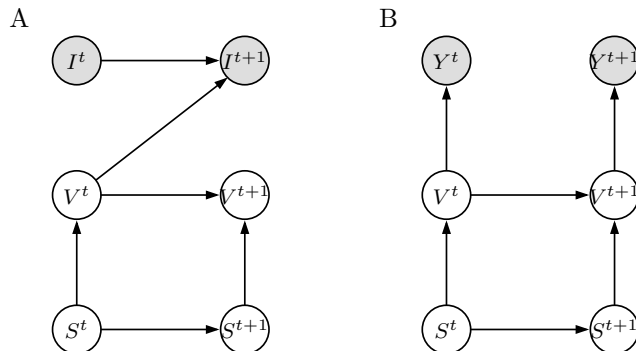 A B
I^t I^{t+1} Y^t Y^{t+1}
V^t V^{t+1} V^t V^{t+1}
S^t S^{t+1} S^t S^{t+1}